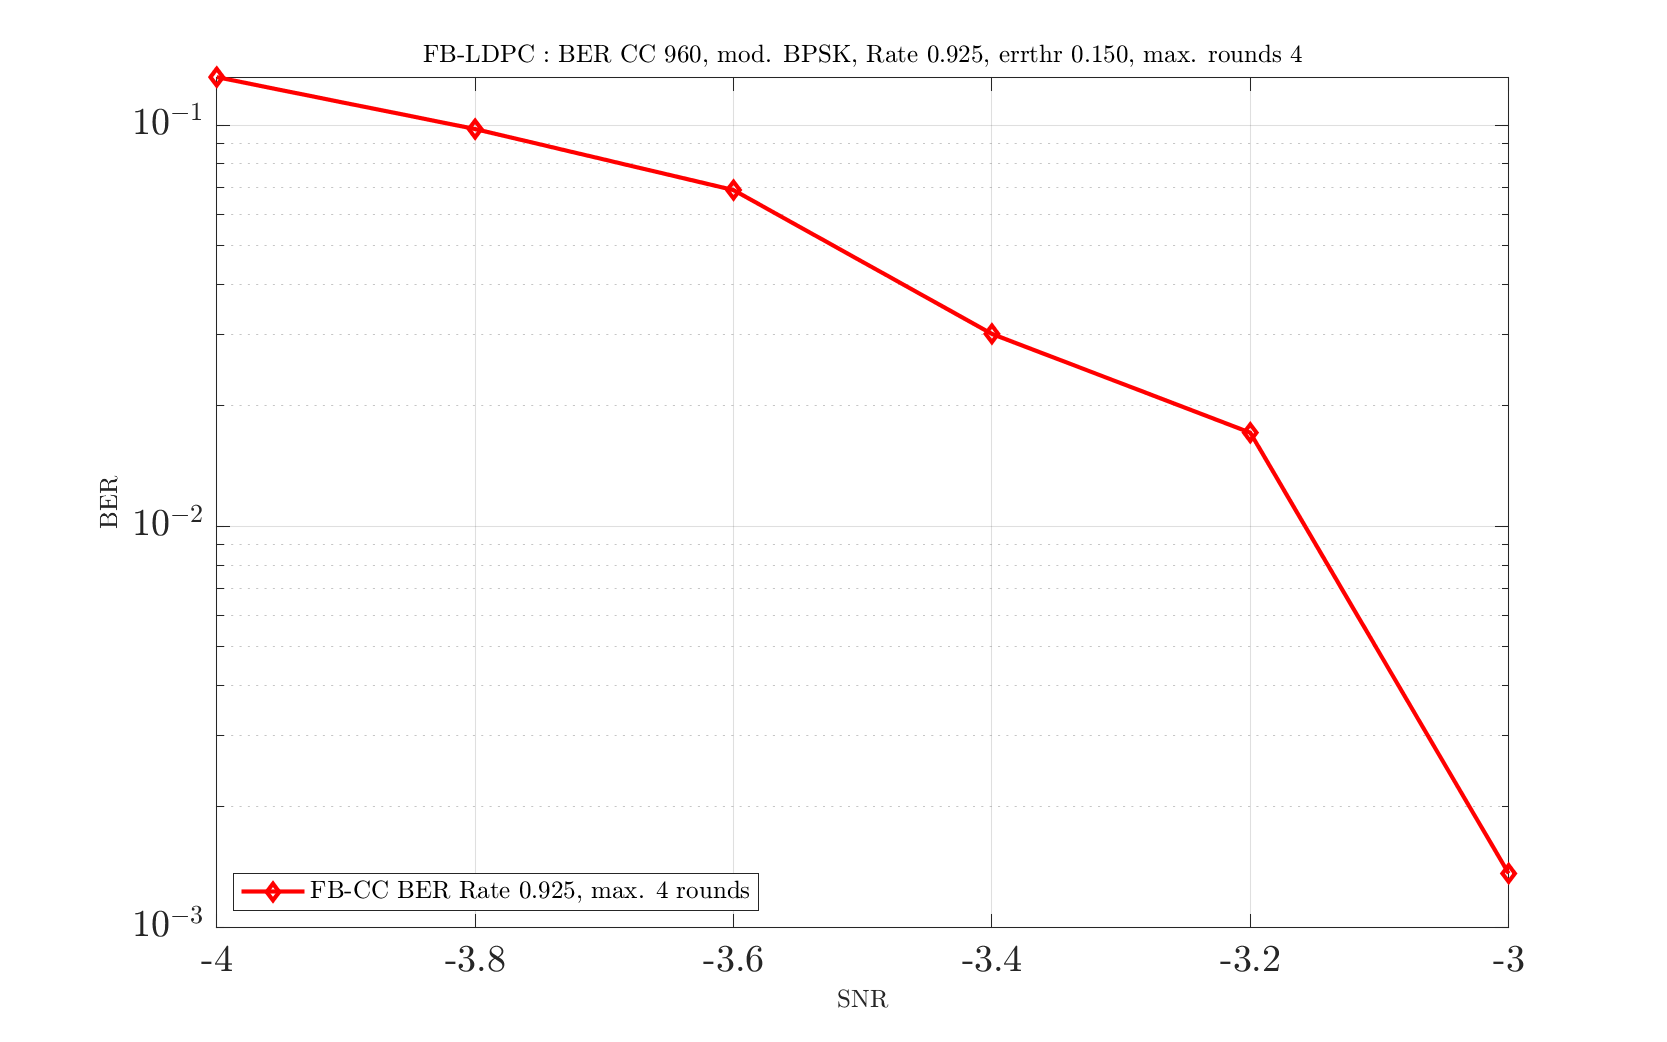 FB-LDPC : BER CC 960, mod. BPSK, Rate 0.925, errthr 0.150, max. rounds 4
10^{-1}
10^{-2}
10^{-3}
BER
FB-CC BER Rate 0.925, max. 4 rounds
-4 -3.8 -3.6 -3.4 -3.2 -3
SNR